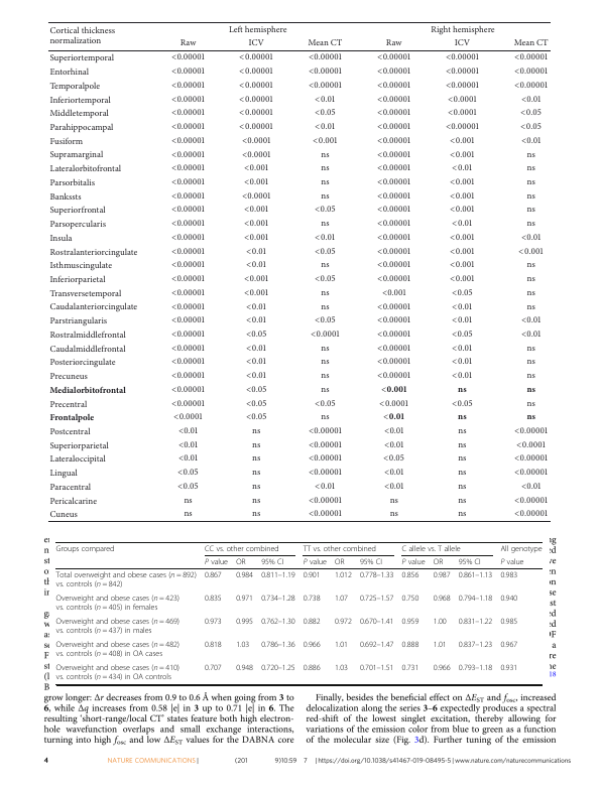 Cortical thickness Left hemisphere Right hemisphere
normalization Raw ICV Mean CT Raw ICV Mean CT
Superiortemporal <0.00001 <0.00001 <0.00001 <0.00001 <0.00001 <0.00001
Entorhinal <0.00001 <0.00001 <0.00001 <0.00001 <0.00001 <0.00001
Temporalpole <0.00001 <0.00001 <0.00001 <0.00001 <0.00001 <0.00001
Inferiortemporal <0.00001 <0.00001 <0.01 <0.00001 <0.0001 <0.01
Middletemporal <0.00001 <0.00001 <0.05 <0.00001 <0.0001 <0.05
Parahippocampal <0.00001 <0.00001 <0.01 <0.00001 <0.00001 <0.05
Fusiform <0.00001 <0.0001 <0.001 <0.00001 <0.001 <0.01
Supramarginal <0.00001 <0.0001 ns <0.00001 <0.001 ns
Lateralorbitofrontal <0.00001 <0.001 ns <0.00001 <0.001 ns
Parsorbitalis <0.00001 <0.001 ns <0.00001 <0.001 ns
Bankssts <0.00001 <0.0001 ns <0.00001 <0.001 ns
Superiorfrontal <0.00001 <0.001 <0.05 <0.00001 <0.001 ns
Parsopercularis <0.00001 <0.001 ns <0.00001 <0.01 ns
Insula <0.00001 <0.001 <0.01 <0.00001 <0.001 <0.01
Rostralanteriorcingulate <0.00001 <0.01 <0.05 <0.00001 <0.001 <0.001
Isthmuscingulate <0.00001 <0.01 ns <0.00001 <0.001 ns
Inferiorparietal <0.00001 <0.001 <0.05 <0.00001 <0.001 ns
Transversetemporal <0.00001 <0.001 ns <0.001 <0.05 ns
Caudalanteriorcingulate <0.00001 <0.01 ns <0.00001 <0.01 ns
Parstriangularis <0.00001 <0.01 <0.05 <0.00001 <0.01 <0.01
Rostralmiddlefrontal <0.00001 <0.05 <0.0001 <0.00001 <0.05 <0.01
Caudalmiddlefrontal <0.00001 <0.01 ns <0.00001 <0.01 ns
Posteriorcingulate <0.00001 <0.01 ns <0.00001 <0.01 ns
Precuneus <0.00001 <0.01 ns <0.00001 <0.01 ns
Medialorbitofrontal <0.00001 <0.05 ns <0.001 ns ns
Precentral <0.00001 <0.05 <0.05 <0.0001 <0.05 ns
Frontalpole <0.0001 <0.05 ns <0.01 ns ns
Postcentral <0.01 ns <0.00001 <0.01 ns <0.00001
Superiorparietal <0.01 ns <0.00001 <0.01 ns <0.0001
Lateraloccipital <0.01 ns <0.00001 <0.05 ns <0.00001
Lingual <0.05 ns <0.00001 <0.01 ns <0.00001
Paracentral <0.05 ns <0.01 <0.01 ns <0.01
Pericalcarine ns ns <0.00001 ns ns <0.00001
Cuneus ns ns <0.00001 ns ns <0.00001
Groups compared CC vs. other combined TT vs. other combined C allele vs. T allele All genotype
P value OR 95% CI P value OR 95% CI P value OR 95% CI P value
Total overweight and obese cases (n = 892) 0.867 0.984 0.811–1.19 0.901 1.012 0.778–1.33 0.856 0.987 0.861–1.13 0.983
vs. controls (n = 842)
Overweight and obese cases (n = 423) 0.835 0.971 0.734–1.28 0.738 1.07 0.725–1.57 0.750 0.968 0.794–1.18 0.940
vs. controls (n = 405) in females
Overweight and obese cases (n = 469) 0.973 0.995 0.762–1.30 0.882 0.972 0.670–1.41 0.959 1.00 0.831–1.22 0.985
vs. controls (n = 437) in males
Overweight and obese cases (n = 482) 0.818 1.03 0.786–1.36 0.966 1.01 0.692–1.47 0.888 1.01 0.837–1.23 0.967
vs. controls (n = 408) in OA cases
Overweight and obese cases (n = 410) 0.707 0.948 0.720–1.25 0.886 1.03 0.701–1.51 0.731 0.966 0.793–1.18 0.931
vs. controls (n = 434) in OA controls
grow longer: Δr decreases from 0.9 to 0.6 Å when going from 3 to
6, while Δq increases from 0.58 |e| in 3 up to 0.71 |e| in 6. The
resulting 'short-range/local CT' states feature both high electron-
hole wavefunction overlaps and small exchange interactions,
turning into high fosc and low ΔEST values for the DABNA core
Finally, besides the beneficial effect on ΔEST and fosc, increased
delocalization along the series 3–6 expectedly produces a spectral
red-shift of the lowest singlet excitation, thereby allowing for
variations of the emission color from blue to green as a function
of the molecular size (Fig. 3d). Further tuning of the emission
4 NATURE COMMUNICATIONS| (201 9)10:59 7 |https://doi.org/10.1038/s41467-019-08495-5|www.nature.com/naturecommunications